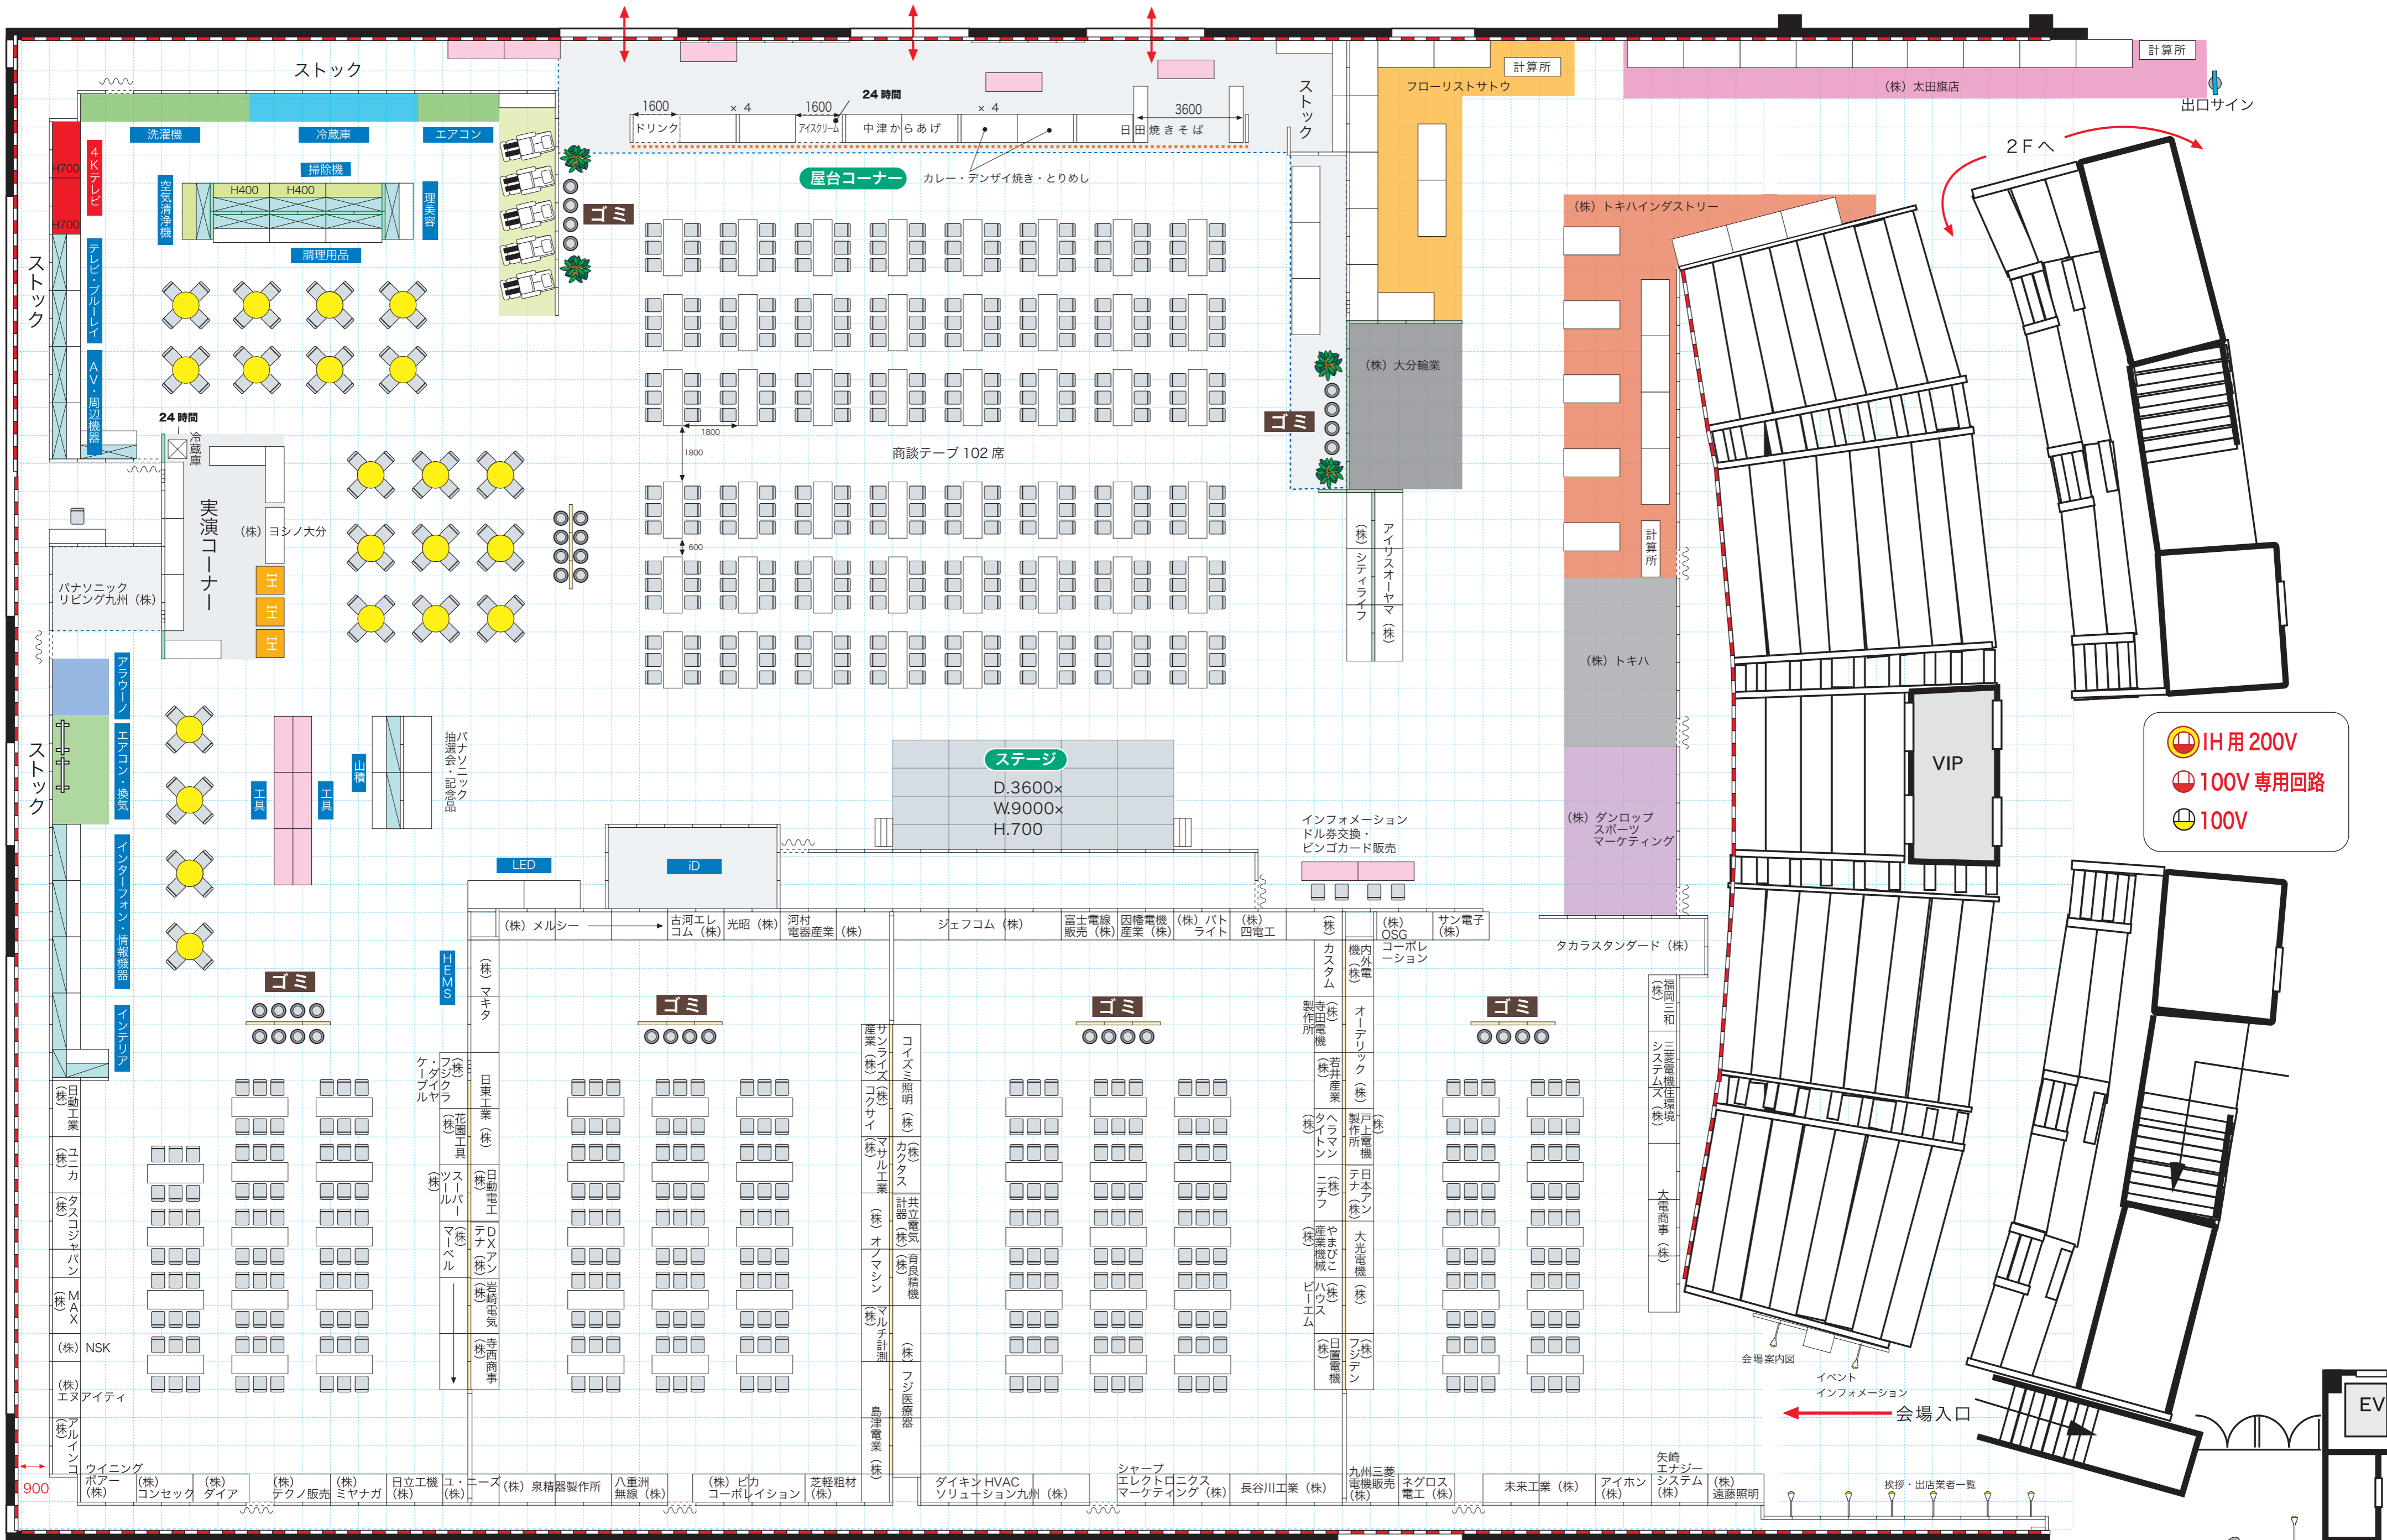 ストック
計算所
フローリストサトウ
計算所
(株) 太田旗店
出口サイン
洗濯機
冷蔵庫
エアコン
24 時間
1600
× 4
1600
× 4
3600
ドリンク
アイスクリーム
中津からあげ
日田焼きそば
ストック
屋台コーナー
カレー・デンザイ焼き・とりめし
2Fへ
4Kテレビ
H700
H700
掃除機
空気清浄機
H400
H400
理美容
調理用品
ゴミ
(株) トキハインダストリー
テレビ・ブルーレイ
ストック
AV・周辺機器
(株) 大分輪業
ゴミ
24 時間
冷蔵庫
1800
1800
商談テーブ 102 席
実演コーナー
(株) ヨシノ大分
600
計算所
(株) シティライフ
アイリスオーヤマ (株)
パナソニック
リビング九州 (株)
IH
IH
IH
(株) トキハ
アラウーノ
エアコン・換気
ストック
工具
工具
山積
パナソニック
抽選会・記念品
ステージ
D.3600×
W.9000×
H.700
VIP
IH 用 200V
100V 専用回路
100V
(株) ダンロップ
スポーツ
マーケティング
インフォメーション
ドル券交換・
ビンゴカード販売
インターフォン・情報機器
LED
iD
(株) メルシー
古河エレ
コム (株)
光昭 (株)
河村
電器産業 (株)
ジェフコム (株)
富士電線
販売 (株)
因幡電機
産業 (株)
(株) パト
ライト
(株)
四電工
(株) カスタム
(株)
OSG
コーポレ
ーション
サン電子
(株)
タカラスタンダード (株)
HEMS
(株) マキタ
内外電
機 (株)
ゴミ
ゴミ
ゴミ
ゴミ
インテリア
(株)
寺田電機
製作所
オーデリック (株)
福岡三和
(株)
三菱電機住環境
システムズ (株)
サンライズ
産業 (株)
コイズミ照明 (株)
(株)
フジクラ
・ダイヤ
ケーブル
日東工業 (株)
若井産業
(株)
日動工業
(株)
花園工具
(株)
(株)
コクサイ
ヘラマン
タイトン
(株)
(株)
戸上電機
製作所
ユニカ
(株)
スーパー
ツール
(株)
日動電工
(株)
マサル工業
(株)
(株)
カクタス
(株)
ニチフ
日本アン
テナ (株)
大電商事 (株)
タスコジャパン
(株)
(株)
マーベル
DXアン
テナ (株)
(株) オノマシン
共立電気
計器 (株)
やまびこ
産業機械
(株)
大光電機 (株)
MAX
(株)
岩崎電気
(株)
育良精機
(株)
(株)
ハウス
ビーエム
(株) NSK
寺西商事
(株)
マルチ計測
(株)
(株) フジ医療器
日置電機
(株)
(株)
フジデン
会場案内図
イベント
インフォメーション
会場入口
EV
(株)
エヌアイティ
アルインコ
(株)
島津電業 (株)
900
ウイニング
ボアー
(株)
(株)
コンセック
(株)
ダイア
(株)
テクノ販売
(株)
ミヤナガ
日立工機
(株)
ユ・ニーズ
(株)
(株) 泉精器製作所
八重洲
無線 (株)
(株) ピカ
コーポレイション
芝軽粗材
(株)
ダイキン HVAC
ソリューション九州 (株)
シャープ
エレクトロニクス
マーケティング (株)
長谷川工業 (株)
九州三菱
電機販売
(株)
ネグロス
電工 (株)
未来工業 (株)
アイホン
(株)
矢崎
エナジー
システム
(株)
(株)
遠藤照明
挨拶・出店業者一覧